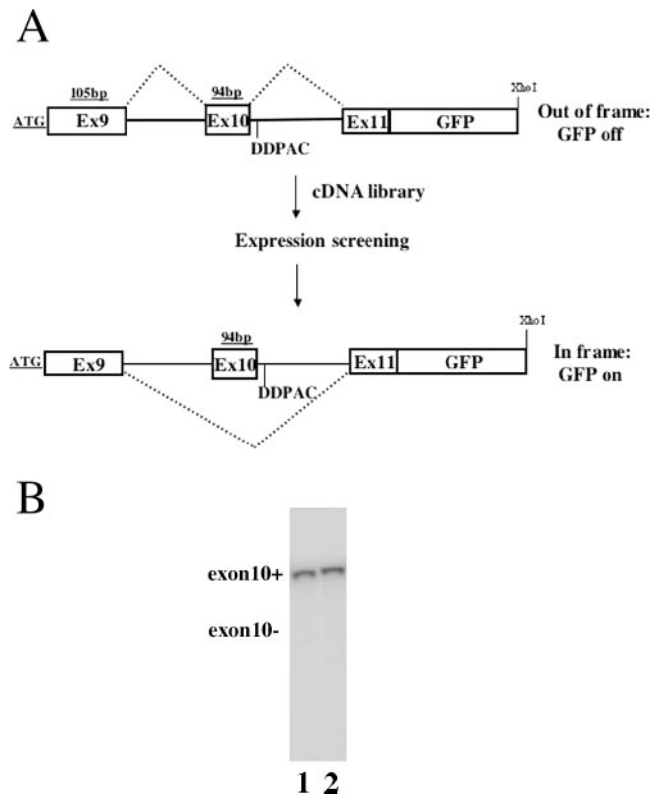 A
105bp
94bp
XhoI
ATG
Ex9
Ex10
Ex11
GFP
Out of frame:
GFP off
DDPAC
cDNA library
Expression screening
94bp
XhoI
ATG
Ex9
Ex10
Ex11
GFP
In frame:
GFP on
DDPAC
B
exon10+
exon10-
1 2